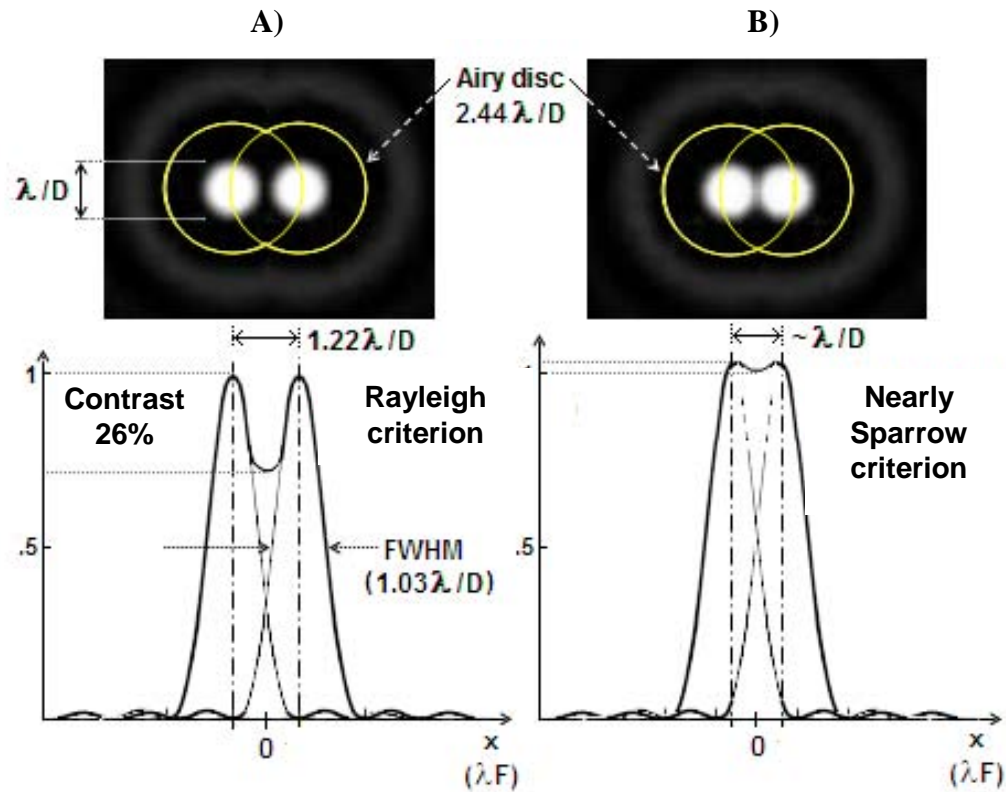 A)
B)
Airy disc
2.44λ/D
λ/D
1.22λ/D
~λ/D
1
Contrast
26%
Rayleigh
criterion
Nearly
Sparrow
criterion
.5
FWHM
(1.03λ/D)
.5
0
x
(λF)
0
x
(λF)